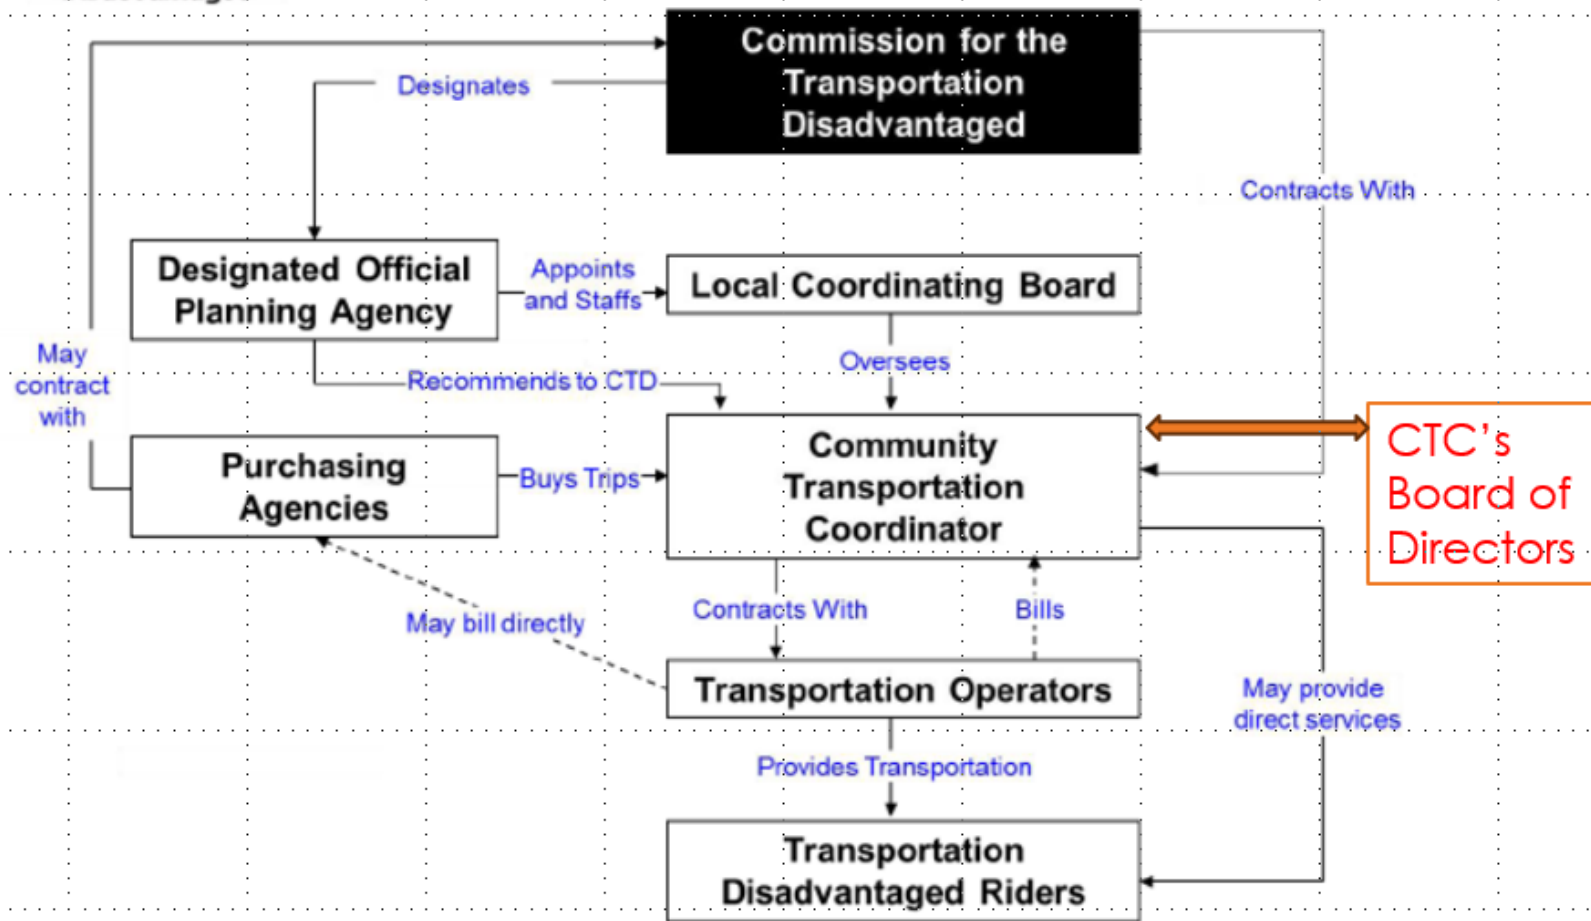 Commission for the
Transportation
Disadvantaged
Designates
Contracts With
Designated Official
Planning Agency
Appoints
and Staffs
Local Coordinating Board
May
contract
with
Recommends to CTD
Oversees
Purchasing
Agencies
Buys Trips
Community
Transportation
Coordinator
CTC's
Board of
Directors
May bill directly
Contracts With
Bills
Transportation Operators
May provide
direct services
Provides Transportation
Transportation
Disadvantaged Riders